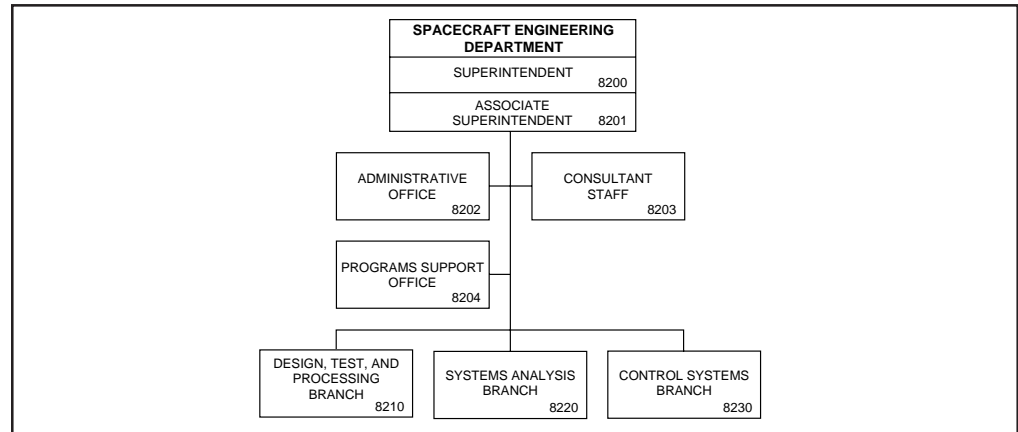 SPACECRAFT ENGINEERING
DEPARTMENT
SUPERINTENDENT
8200
ASSOCIATE
SUPERINTENDENT
8201
ADMINISTRATIVE
OFFICE
8202
CONSULTANT
STAFF
8203
PROGRAMS SUPPORT
OFFICE
8204
DESIGN, TEST, AND
PROCESSING
BRANCH
8210
SYSTEMS ANALYSIS
BRANCH
8220
CONTROL SYSTEMS
BRANCH
8230